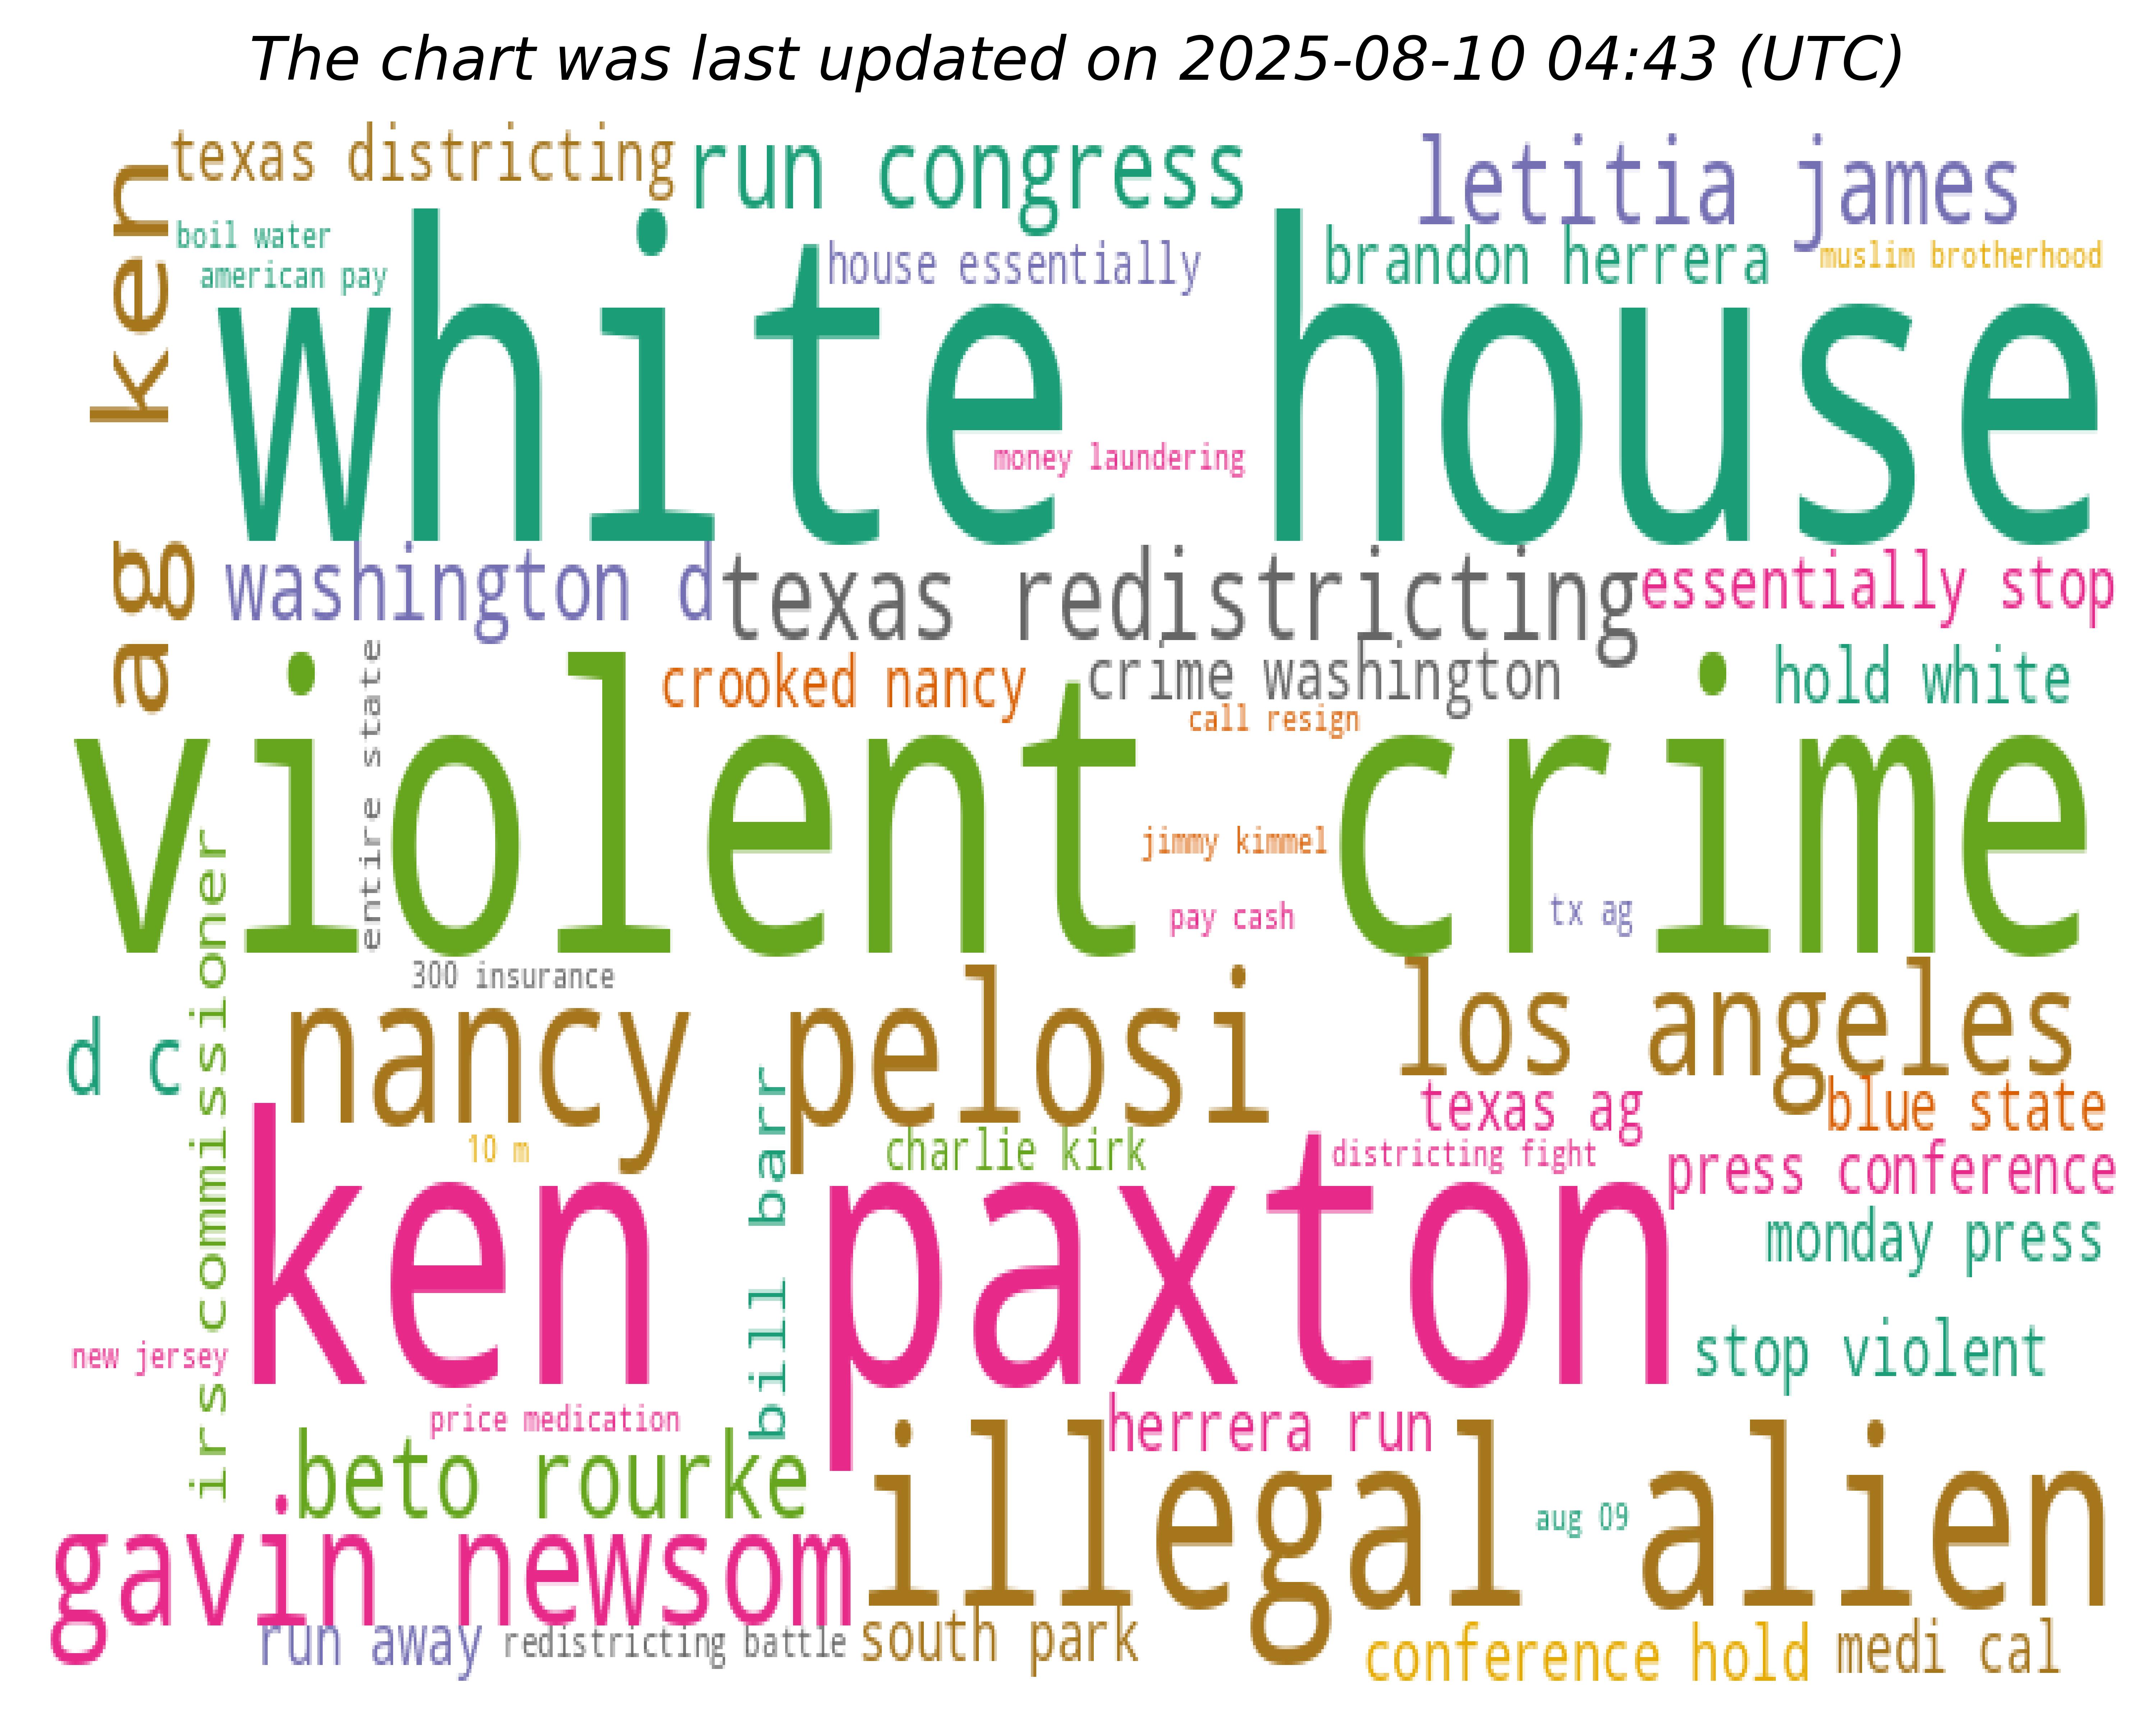 The chart was last updated on 2025-08-10 04:43 (UTC)
texas districting
run congress
letitia james
ag ken
boil water
american pay
house essentially
brandon herrera
muslim brotherhood
white house
money laundering
washington d
texas redistricting
essentially stop
entire state
crooked nancy
crime washington
call resign
hold white
violent crime
jimmy kimmel
pay cash
tx ag
irs commissioner
300 insurance
d c
nancy pelosi
los angeles
texas ag
blue state
10 m
bill barr
charlie kirk
districting fight
press conference
ken paxton
monday press
new jersey
stop violent
price medication
herrera run
beto rourke
illegal alien
aug 09
gavin newsom
run away
redistricting battle
south park
conference hold
medi cal